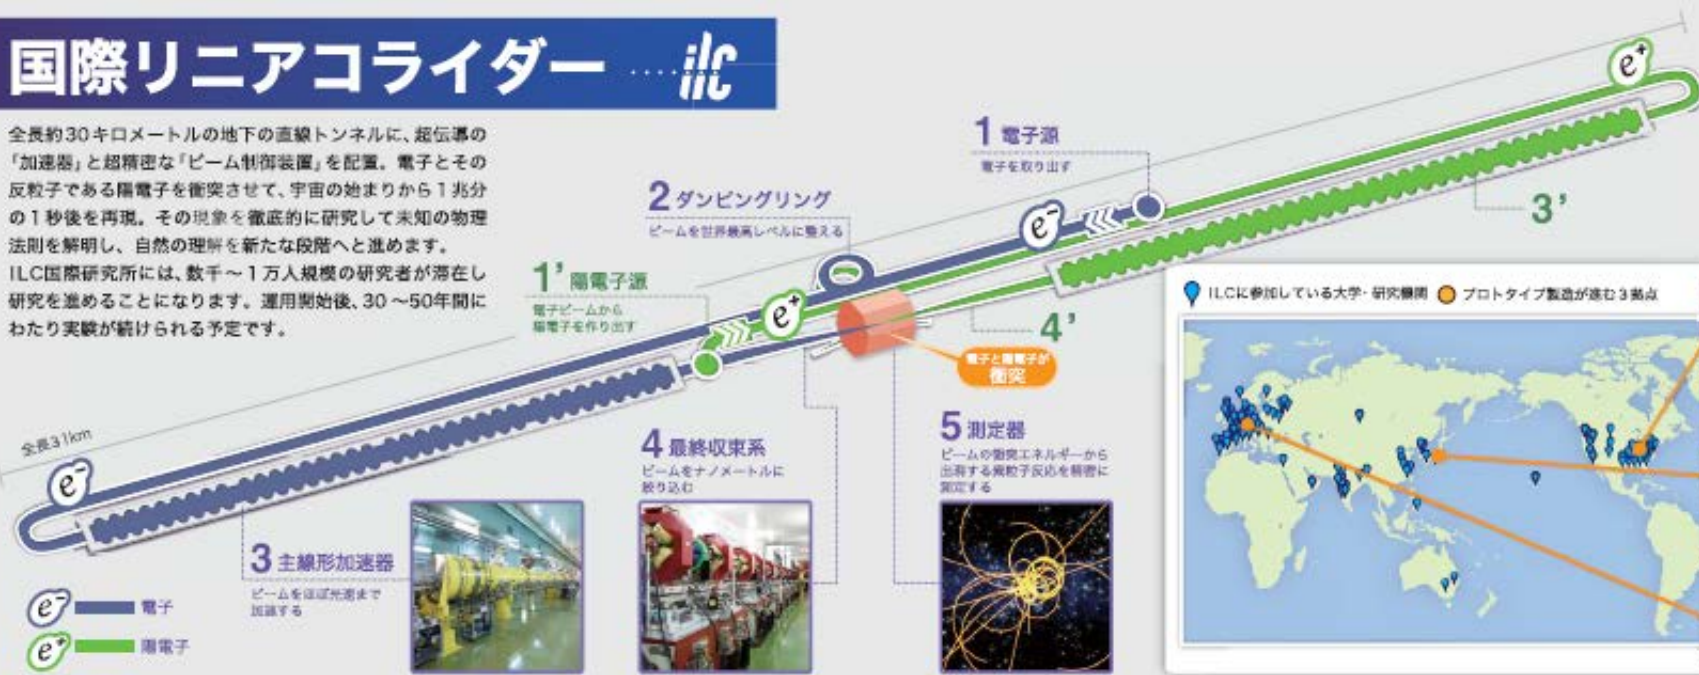 国際リニアコライダー ····ilc
全長約30キロメートルの地下の直線トンネルに、超伝導の
「加速器」と超精密な「ビーム制御装置」を配置。電子とその
反粒子である陽電子を衝突させて、宇宙の始まりから1兆分
の1秒後を再現。その現象を徹底的に研究して未知の物理
法則を解明し、自然の理解を新たな段階へと進めます。
ILC国際研究所には、数千～1万人規模の研究者が滞在し
研究を進めることになります。運用開始後、30～50年間に
わたり実験が続けられる予定です。
1 電子源
電子を取り出す
2 ダンピングリング
ビームを世界最高レベルに整える
1' 陽電子源
電子ビームから
陽電子を作り出す
e+
e-
e+
3'
4'
電子と陽電子が
衝突
全長31km
e-
3 主線形加速器
ビームをほぼ光速まで
加速する
4 最終収束系
ビームをナノメートルに
絞り込む
5 測定器
ビームの衝突エネルギーから
出現する素粒子反応を精密に
測定する
e- 電子
e+ 陽電子
ILCに参加している大学・研究機関 プロトタイプ製造が進む3拠点